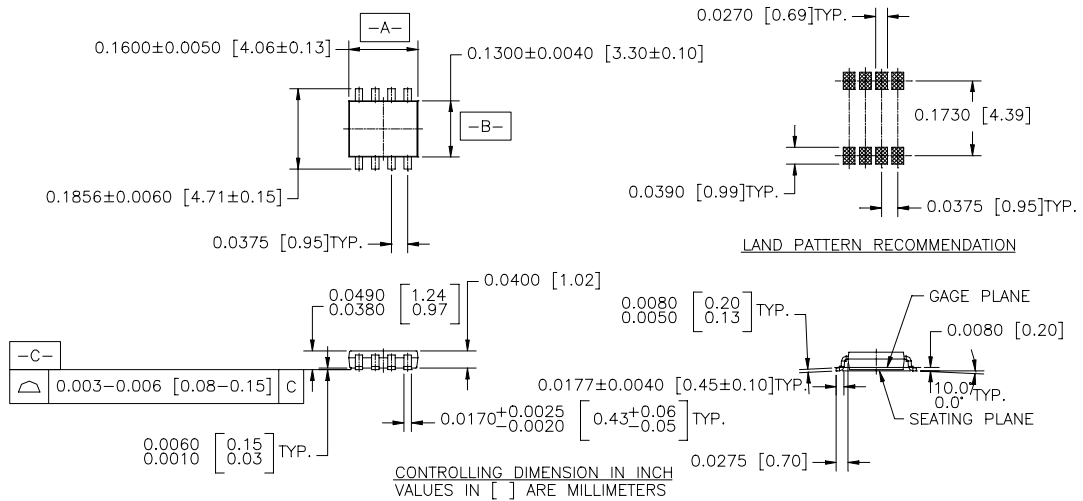 -A-
0.1600±0.0050 [4.06±0.13]
0.1300±0.0040 [3.30±0.10]
-B-
0.1856±0.0060 [4.71±0.15]
0.0375 [0.95]TYP.
0.0270 [0.69]TYP.
0.1730 [4.39]
0.0390 [0.99]TYP.
0.0375 [0.95]TYP.
LAND PATTERN RECOMMENDATION
0.0490 [1.24
0.0380 0.97]
0.0400 [1.02]
-C-
0.003-0.006 [0.08-0.15] C
0.0060 [0.15
0.0010 0.03] TYP.
0.0170+0.0025
-0.0020 [0.43+0.06
-0.05] TYP.
0.0080 [0.20
0.0050 0.13] TYP.
GAGE PLANE
0.0080 [0.20]
0.0177±0.0040 [0.45±0.10]TYP.
10.0°
0.0° TYP.
SEATING PLANE
0.0275 [0.70]
CONTROLLING DIMENSION IN INCH
VALUES IN [ ] ARE MILLIMETERS